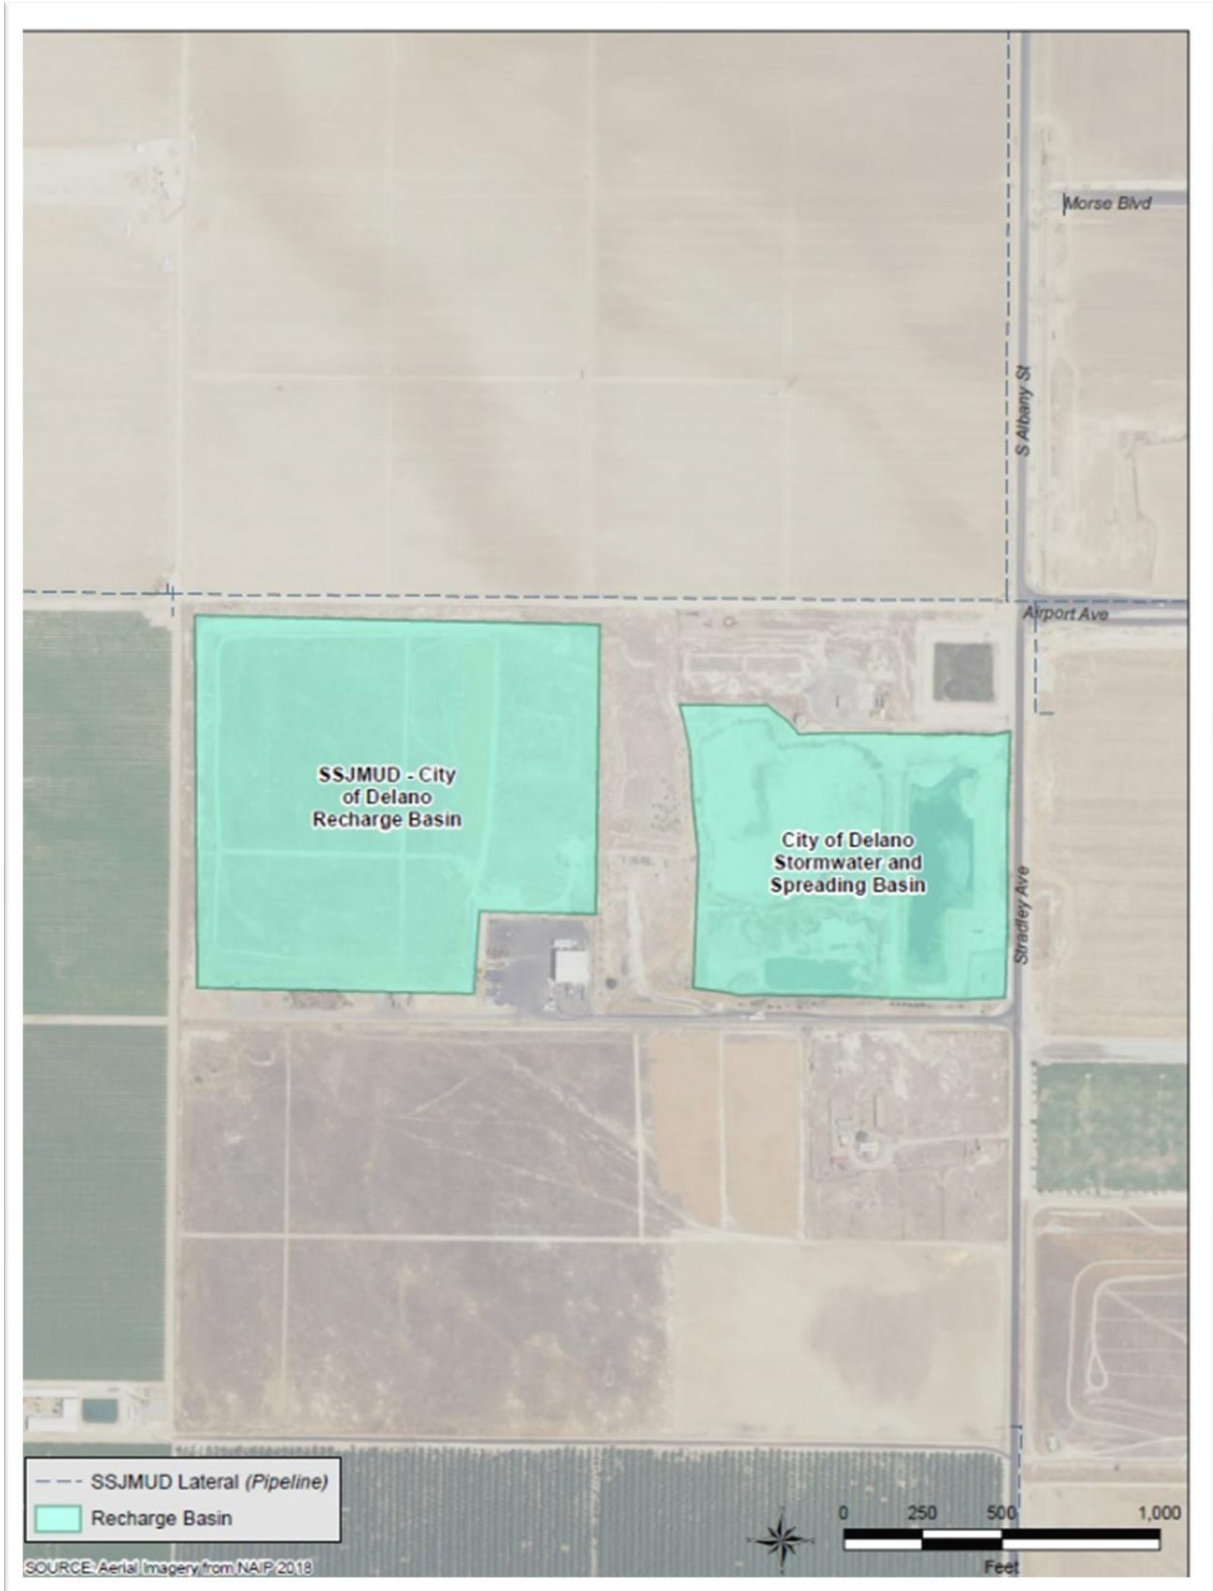 Morse Blvd
S Albany St
Airport Ave
SSJMUD - City
of Delano
Recharge Basin
City of Delano
Stormwater and
Spreading Basin
Stradley Ave
SSJMUD Lateral (Pipeline)
Recharge Basin
0 250 500 1,000
Feet
SOURCE: Aerial Imagery from NAIP 2018